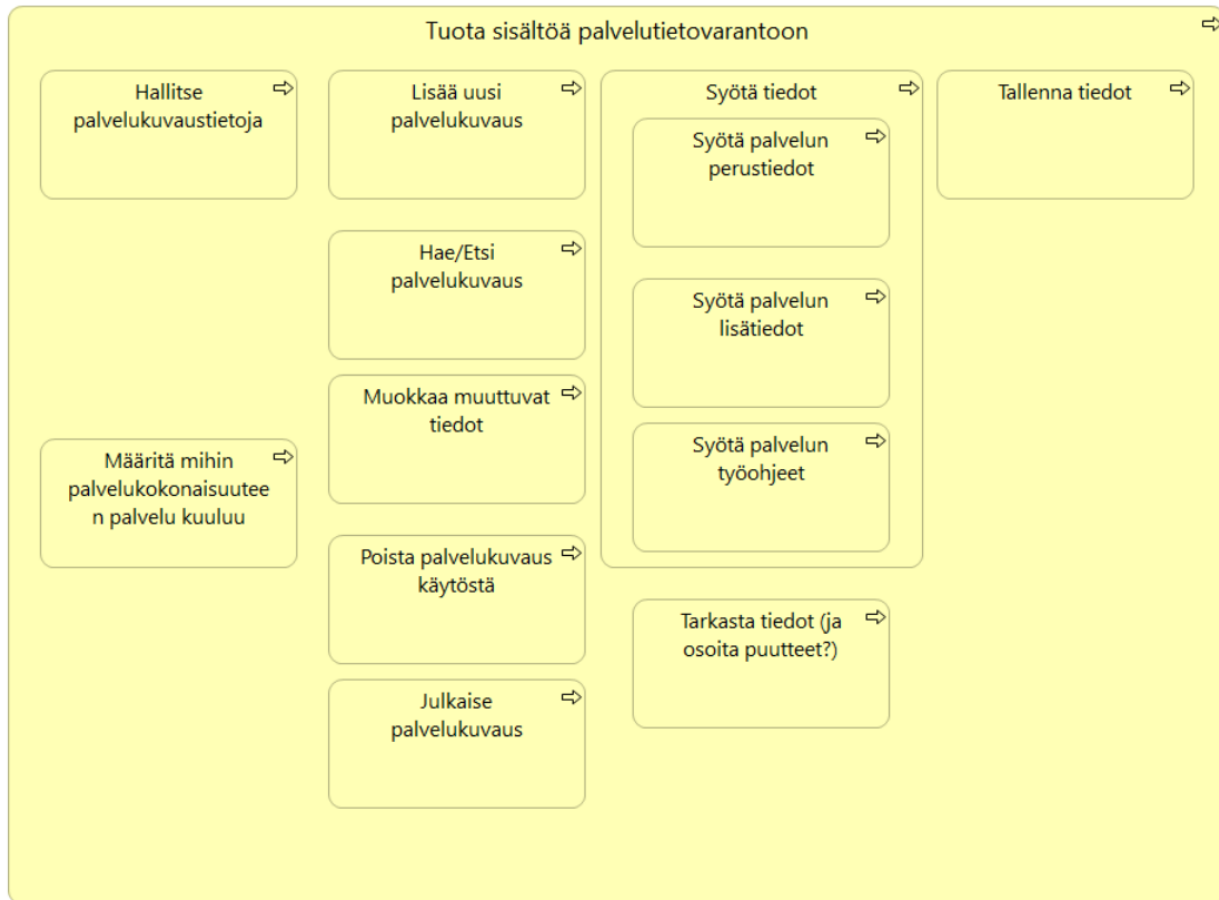 Tuota sisältöä palvelutietovarantoon
Hallitse
palvelukuvaustietoja
Lisää uusi
palvelukuvaus
Syötä tiedot
Tallenna tiedot
Syötä palvelun
perustiedot
Hae/Etsi
palvelukuvaus
Syötä palvelun
lisätiedot
Muokkaa muuttuvat
tiedot
Määritä mihin
palvelukokonaisuutee
n palvelu kuuluu
Syötä palvelun
työohjeet
Poista palvelukuvaus
käytöstä
Tarkasta tiedot (ja
osoita puutteet?)
Julkaise
palvelukuvaus